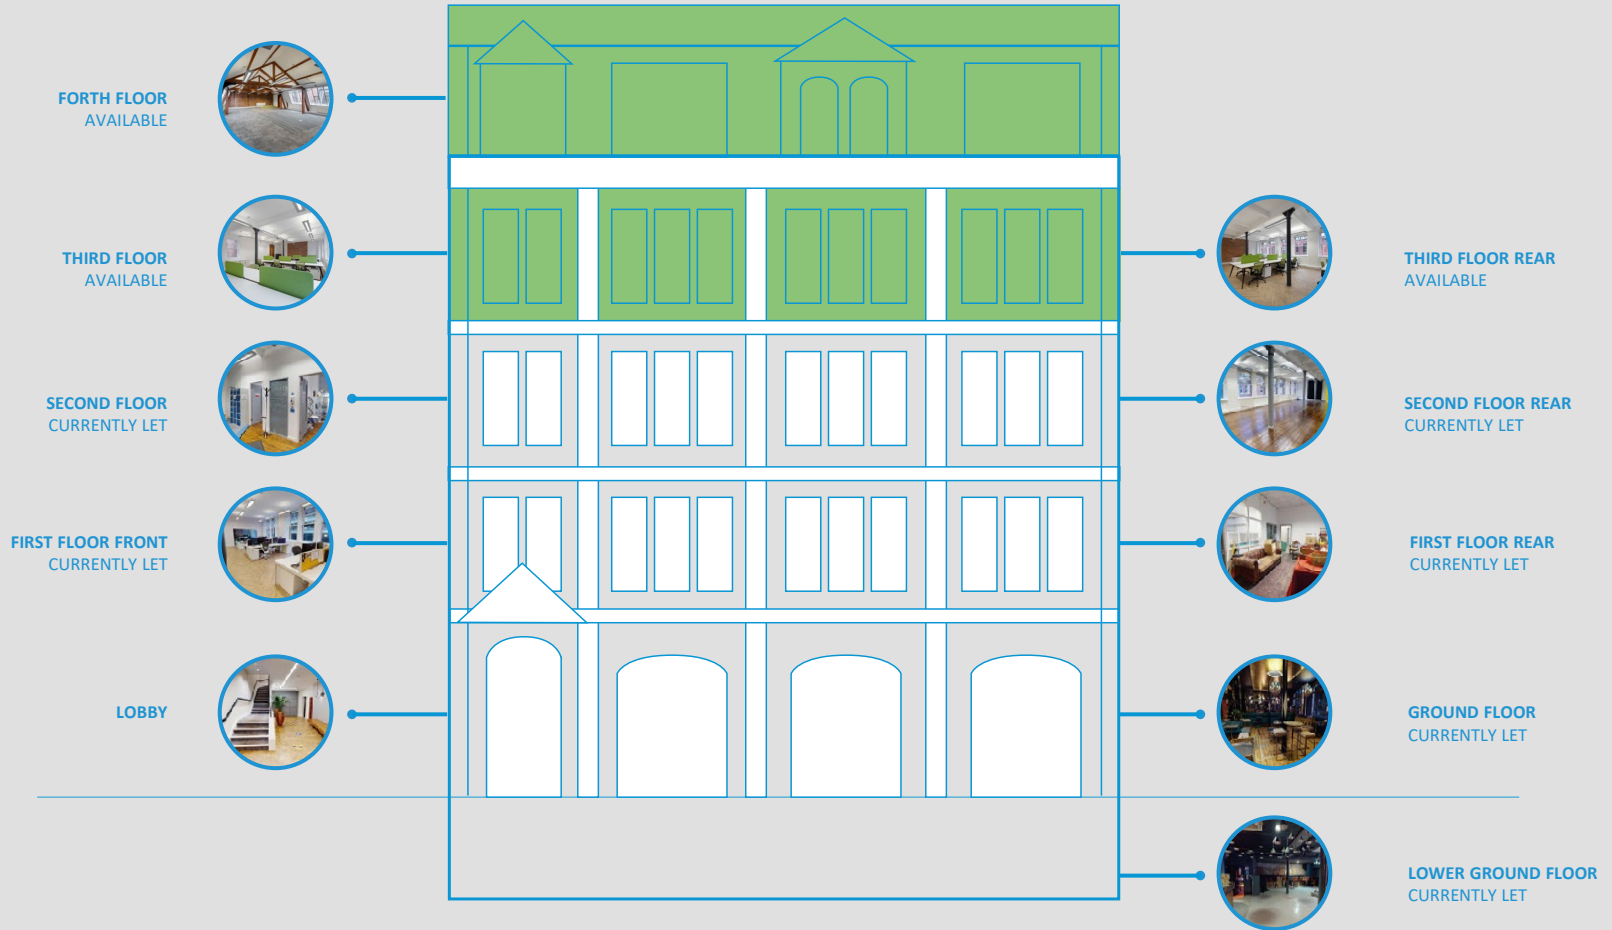 FORTH FLOOR
AVAILABLE
THIRD FLOOR
AVAILABLE
THIRD FLOOR REAR
AVAILABLE
SECOND FLOOR
CURRENTLY LET
SECOND FLOOR REAR
CURRENTLY LET
FIRST FLOOR FRONT
CURRENTLY LET
FIRST FLOOR REAR
CURRENTLY LET
LOBBY
GROUND FLOOR
CURRENTLY LET
LOWER GROUND FLOOR
CURRENTLY LET